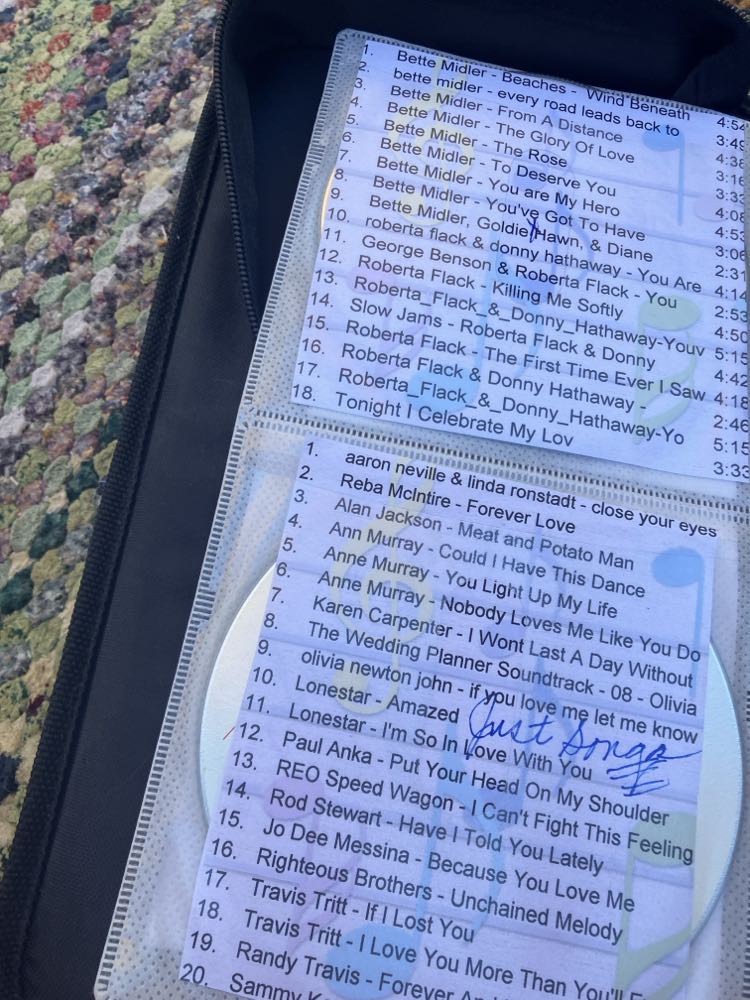 1. Bette Midler - Beaches - Wind Beneath 4:54
2. bette midler - every road leads back to 3:49
3. Bette Midler - From A Distance 4:38
4. Bette Midler - The Glory Of Love 3:16
5. Bette Midler - The Rose 3:33
6. Bette Midler - To Deserve You 4:08
7. Bette Midler - You are My Hero 4:53
8. Bette Midler - You've Got To Have 3:06
9. Bette Midler, Goldie Hawn, & Diane 2:31
10. roberta flack & donny hathaway - You Are 4:14
11. George Benson & Roberta Flack - You 2:53
12. Roberta Flack - Killing Me Softly 4:50
13. Roberta_Flack_&_Donny_Hathaway-Youv 5:15
14. Slow Jams - Roberta Flack & Donny 4:42
15. Roberta Flack - The First Time Ever I Saw 4:18
16. Roberta Flack & Donny Hathaway - 2:46
17. Roberta_Flack_&_Donny_Hathaway-Yo 5:15
18. Tonight I Celebrate My Lov 3:33
1. aaron neville & linda ronstadt - close your eyes
2. Reba McIntire - Forever Love
3. Alan Jackson - Meat and Potato Man
4. Ann Murray - Could I Have This Dance
5. Anne Murray - You Light Up My Life
6. Anne Murray - Nobody Loves Me Like You Do
7. Karen Carpenter - I Wont Last A Day Without
8. The Wedding Planner Soundtrack - 08 - Olivia
9. olivia newton john - if you love me let me know
10. Lonestar - Amazed
Just Songs
11. Lonestar - I'm So In Love With You
12. Paul Anka - Put Your Head On My Shoulder
13. REO Speed Wagon - I Can't Fight This Feeling
14. Rod Stewart - Have I Told You Lately
15. Jo Dee Messina - Because You Love Me
16. Righteous Brothers - Unchained Melody
17. Travis Tritt - If I Lost You
18. Travis Tritt - I Love You More Than You'll
19. Randy Travis - Forever
20. Sammy